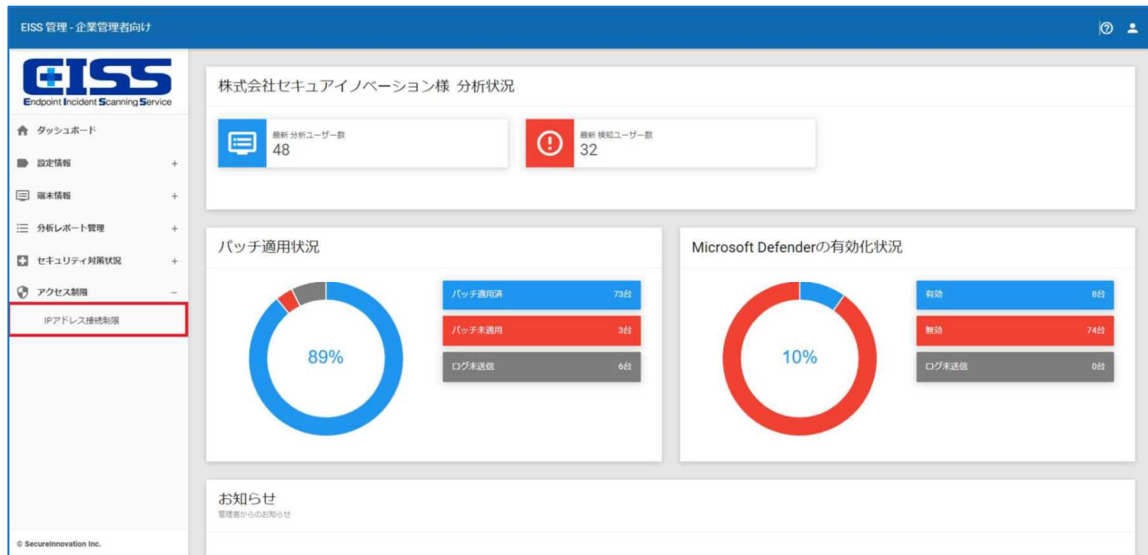 EISS 管理 - 企業管理者向け
EISS
Endpoint Incident Scanning Service
ダッシュボード
設定情報 +
端末情報 +
分析レポート管理 +
セキュリティ対策状況 +
アクセス制限 −
IPアドレス接続制限
© SecureInnovation Inc.
株式会社セキュアイノベーション様 分析状況
最新 分析ユーザー数
48
最新 検知ユーザー数
32
パッチ適用状況
89%
パッチ適用済 73台
パッチ未適用 3台
ログ未送信 6台
Microsoft Defenderの有効化状況
10%
有効 8台
無効 74台
ログ未送信 0台
お知らせ
管理者からのお知らせ